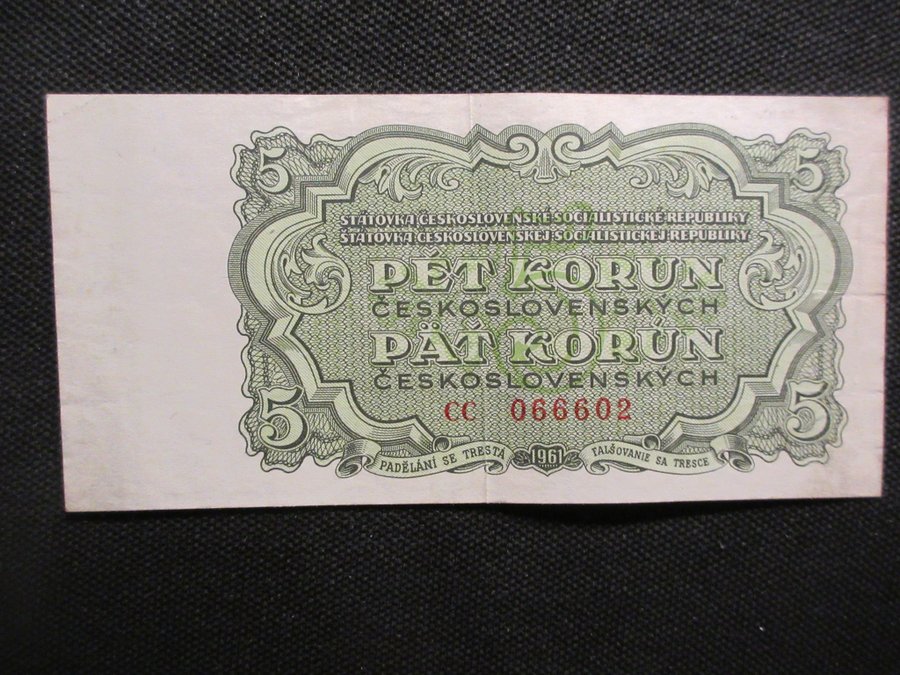 5 5
STÁTOVKA ČESKOSLOVENSKÉ SOCIALISTICKÉ REPUBLIKY
ŠTÁTOVKA ČESKOSLOVENSKEJ SOCIALISTICKEJ REPUBLIKY
PĚT KORUN
ČESKOSLOVENSKÝCH
PÄŤ KORÚN
ČESKOSLOVENSKÝCH
CC 066602
5 5
PADĚLÁNÍ SE TRESTÁ 1961 FALŠOVANIE SA TRESCE